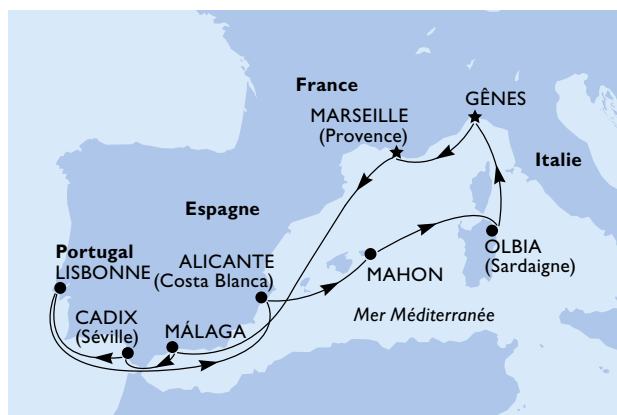 France
MARSEILLE
(Provence)
GÊNES
Italie
Espagne
Portugal
LISBONNE
ALICANTE
(Costa Blanca)
MAHON
OLBIA
(Sardaigne)
CADIX
(Séville)
MÁLAGA
Mer Méditerranée